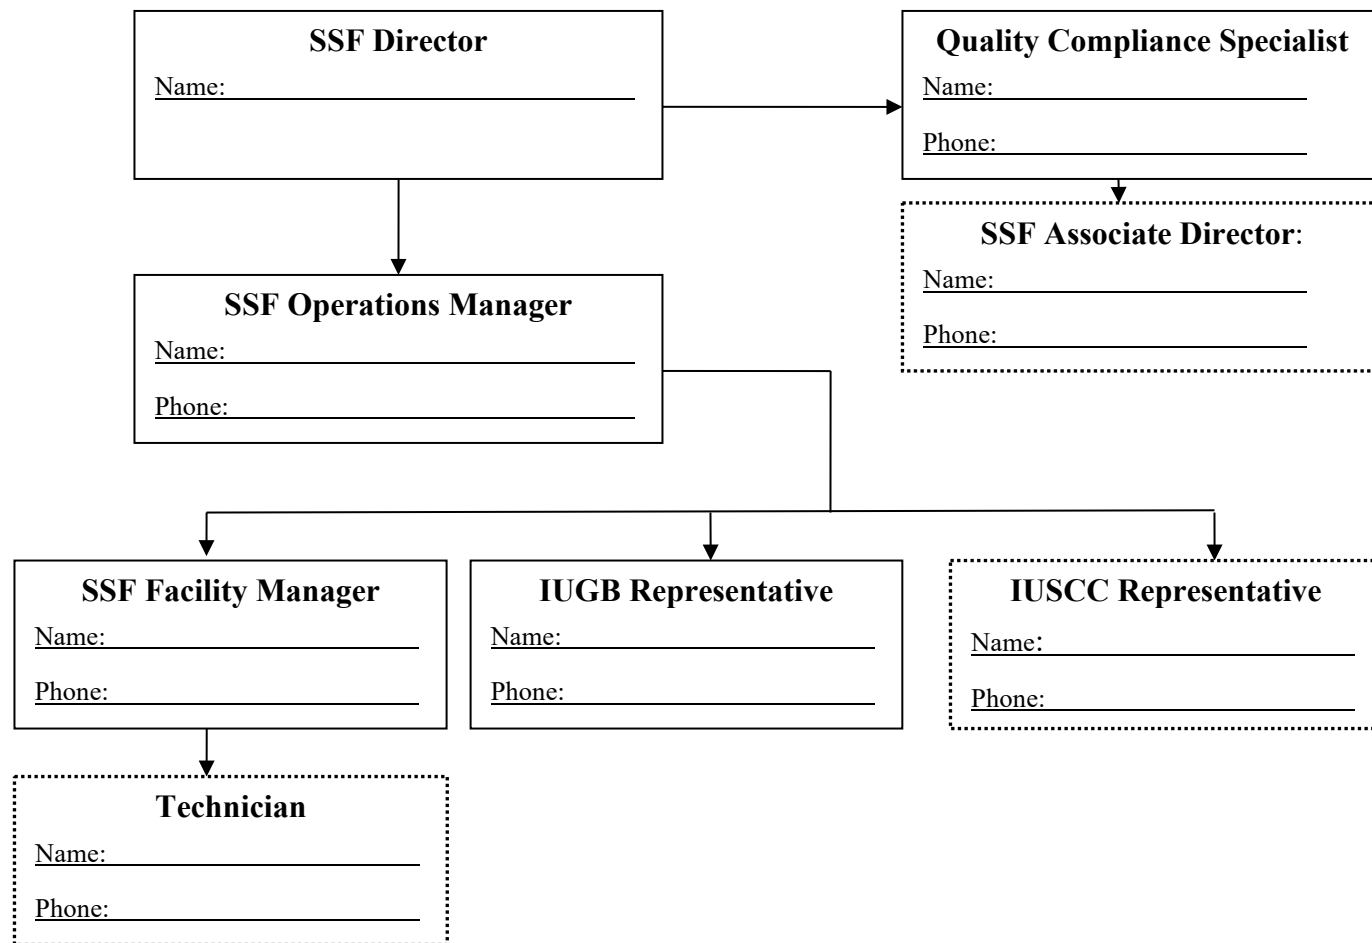 SSF Director
Name:
Quality Compliance Specialist
Name:
Phone:
SSF Associate Director:
Name:
Phone:
SSF Operations Manager
Name:
Phone:
SSF Facility Manager
Name:
Phone:
IUGB Representative
Name:
Phone:
IUSCC Representative
Name:
Phone:
Technician
Name:
Phone: